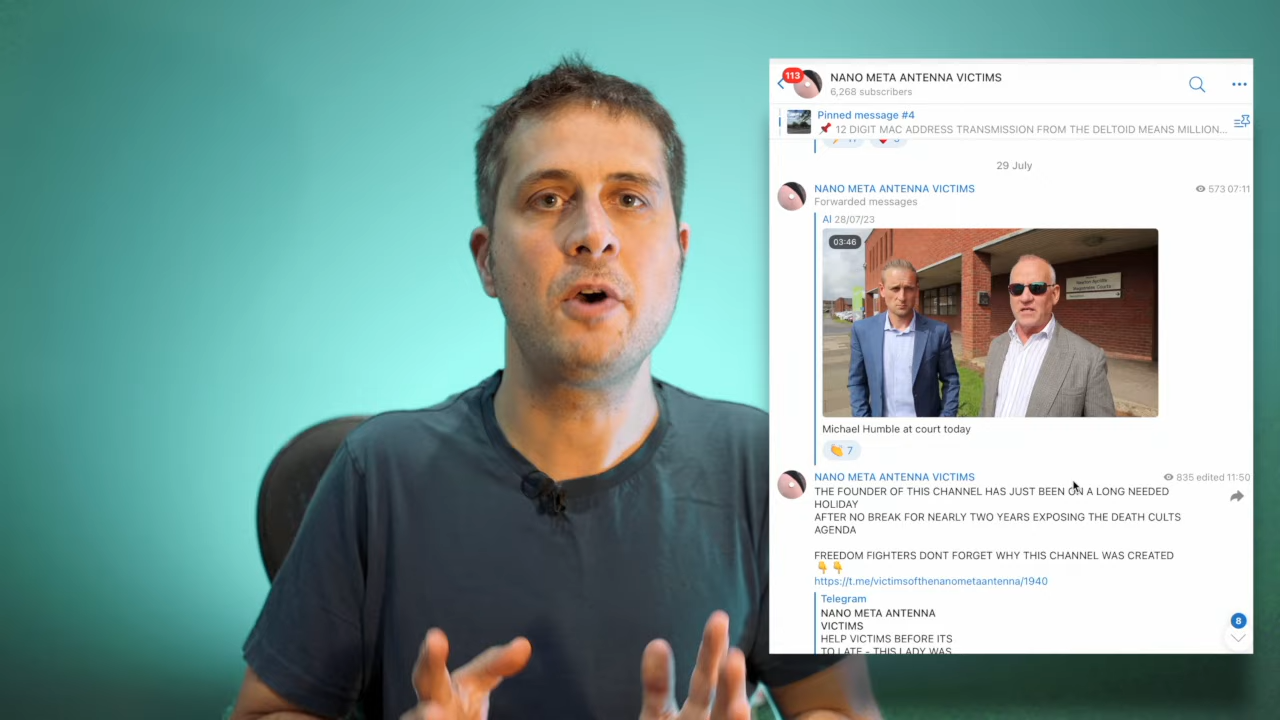 113
NANO META ANTENNA VICTIMS
6,268 subscribers
Pinned message #4
📌 12 DIGIT MAC ADDRESS TRANSMISSION FROM THE DELTOID MEANS MILLION...
29 July
NANO META ANTENNA VICTIMS
573 07:11
Forwarded messages
AI 28/07/23
03:46
Michael Humble at court today
👏 7
NANO META ANTENNA VICTIMS
835 edited 11:50
THE FOUNDER OF THIS CHANNEL HAS JUST BEEN ON A LONG NEEDED
HOLIDAY
AFTER NO BREAK FOR NEARLY TWO YEARS EXPOSING THE DEATH CULTS
AGENDA
FREEDOM FIGHTERS DONT FORGET WHY THIS CHANNEL WAS CREATED
👇👇
https://t.me/victimsofthenanometaantenna/1940
Telegram
NANO META ANTENNA
VICTIMS
HELP VICTIMS BEFORE ITS
TO LATE - THIS LADY WAS
8